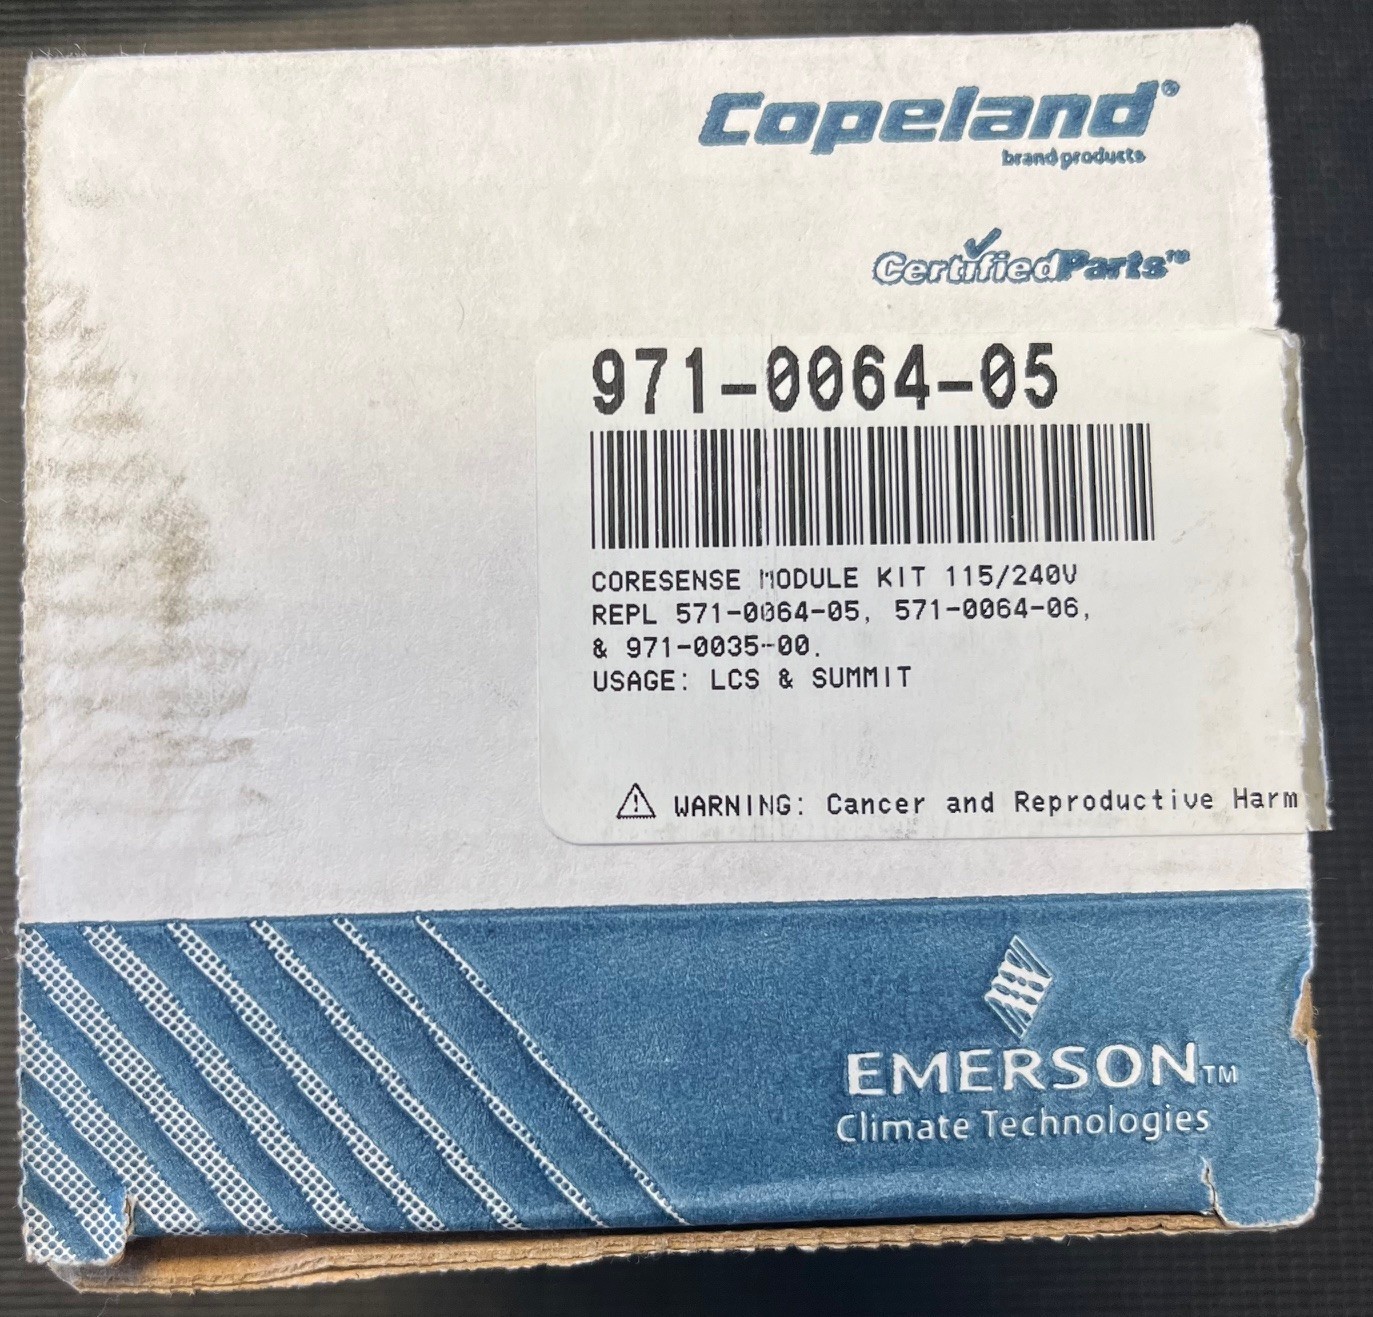 Copeland®
brand products
CertifiedParts™
971-0064-05
CORESENSE MODULE KIT 115/240V
REPL 571-0064-05, 571-0064-06,
& 971-0035-00.
USAGE: LCS & SUMMIT
⚠ WARNING: Cancer and Reproductive Harm
EMERSON™
Climate Technologies